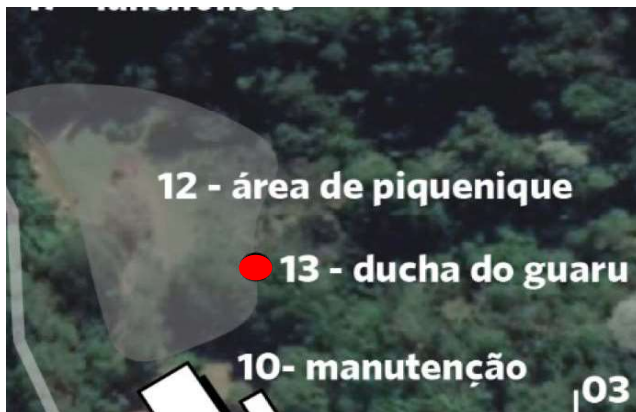 12 - área de piquenique
13 - ducha do guaru
10- manutenção
03